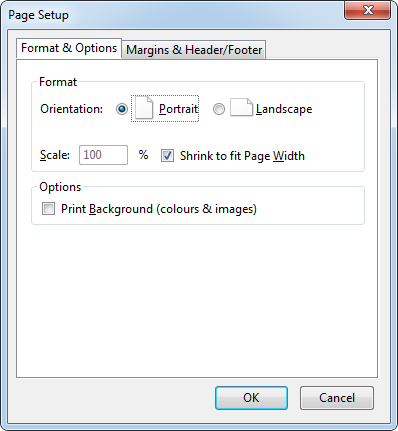 Page Setup
Format & Options Margins & Header/Footer
Format
Orientation: Portrait Landscape
Scale: 100 % Shrink to fit Page Width
Options
Print Background (colours & images)
OK Cancel